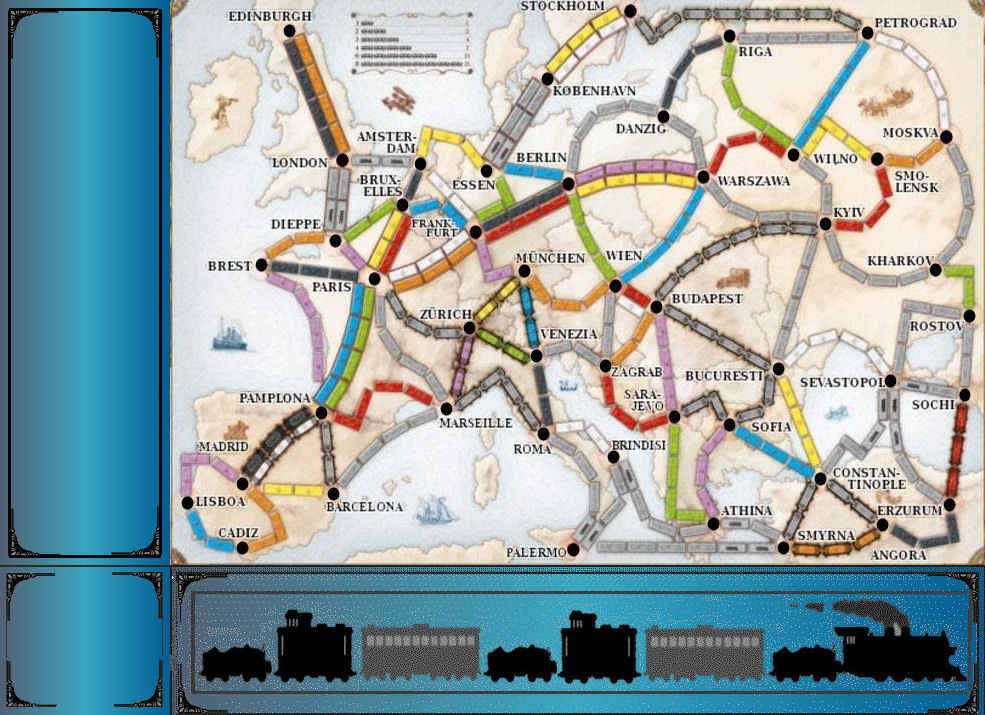 STOCKHOLM
EDINBURGH
PETROGRAD
RIGA
KØBENHAVN
DANZIG
MOSKVA
AMSTER-
DAM
LONDON
BERLIN
WILNO
SMO-
LENSK
BRUX-
ELLES
ESSEN
WARSZAWA
KYIV
DIEPPE
FRANK-
FURT
BREST
PARIS
MÜNCHEN
WIEN
KHARKOV
BUDAPEST
ZÜRICH
VENEZIA
ROSTOV
ZAGRAB
BUCURESTI
SEVASTOPOL
PAMPLONA
SARA-
JEVO
SOCHI
MARSEILLE
SOFIA
MADRID
ROMA
BRINDISI
CONSTAN-
TINOPLE
LISBOA
BARCELONA
ATHINA
ERZURUM
CADIZ
SMYRNA
PALERMO
ANGORA